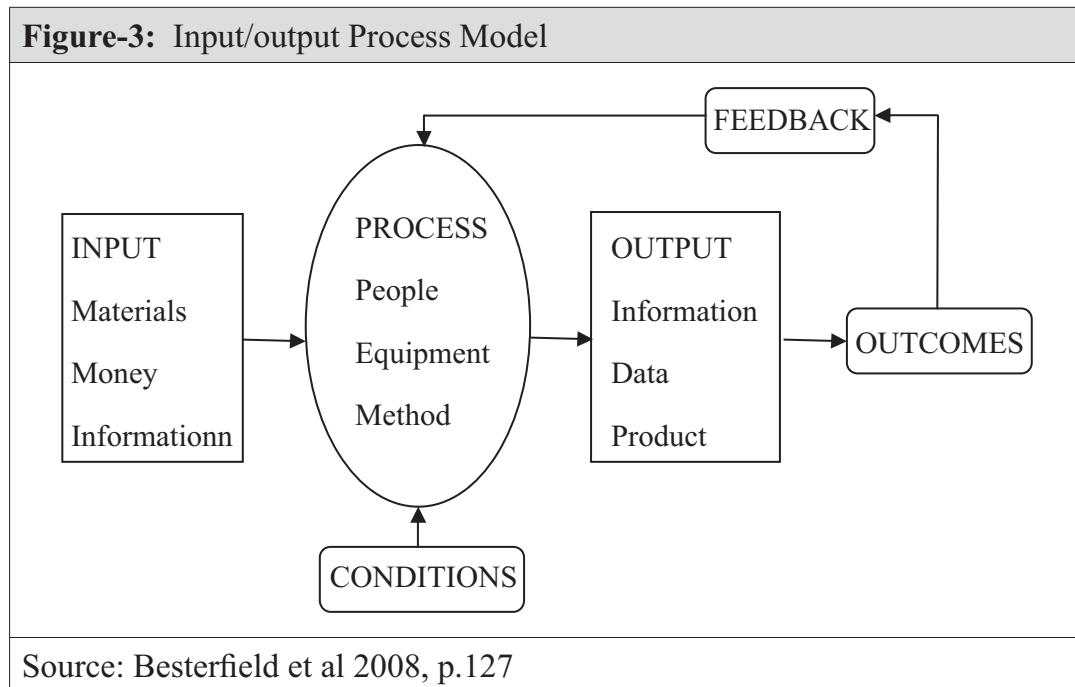 Figure-3: Input/output Process Model
FEEDBACK
INPUT
Materials
Money
Informationn
PROCESS
People
Equipment
Method
OUTPUT
Information
Data
Product
OUTCOMES
CONDITIONS
Source: Besterfield et al 2008, p.127